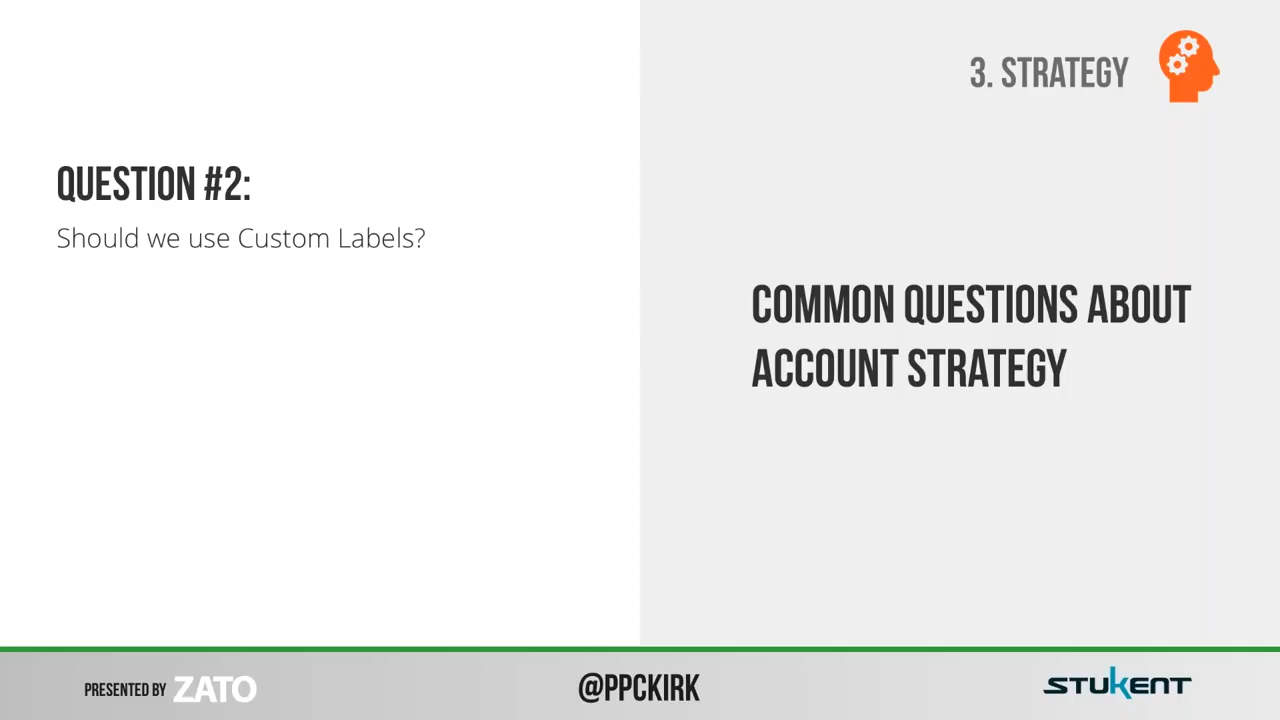 3. STRATEGY
QUESTION #2:
Should we use Custom Labels?
COMMON QUESTIONS ABOUT
ACCOUNT STRATEGY
PRESENTED BY ZATO
@PPCKIRK
STUKENT